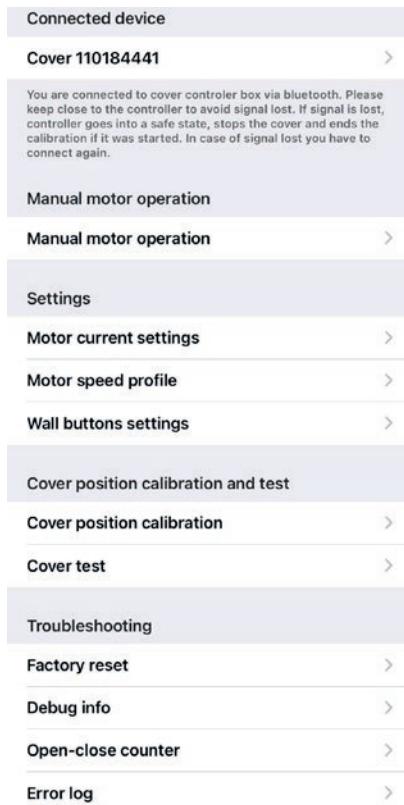 Connected device
Cover 110184441
You are connected to cover controler box via bluetooth. Please
keep close to the controller to avoid signal lost. If signal is lost,
controller goes into a safe state, stops the cover and ends the
calibration if it was started. In case of signal lost you have to
connect again.
Manual motor operation
Manual motor operation
Settings
Motor current settings
Motor speed profile
Wall buttons settings
Cover position calibration and test
Cover position calibration
Cover test
Troubleshooting
Factory reset
Debug info
Open-close counter
Error log